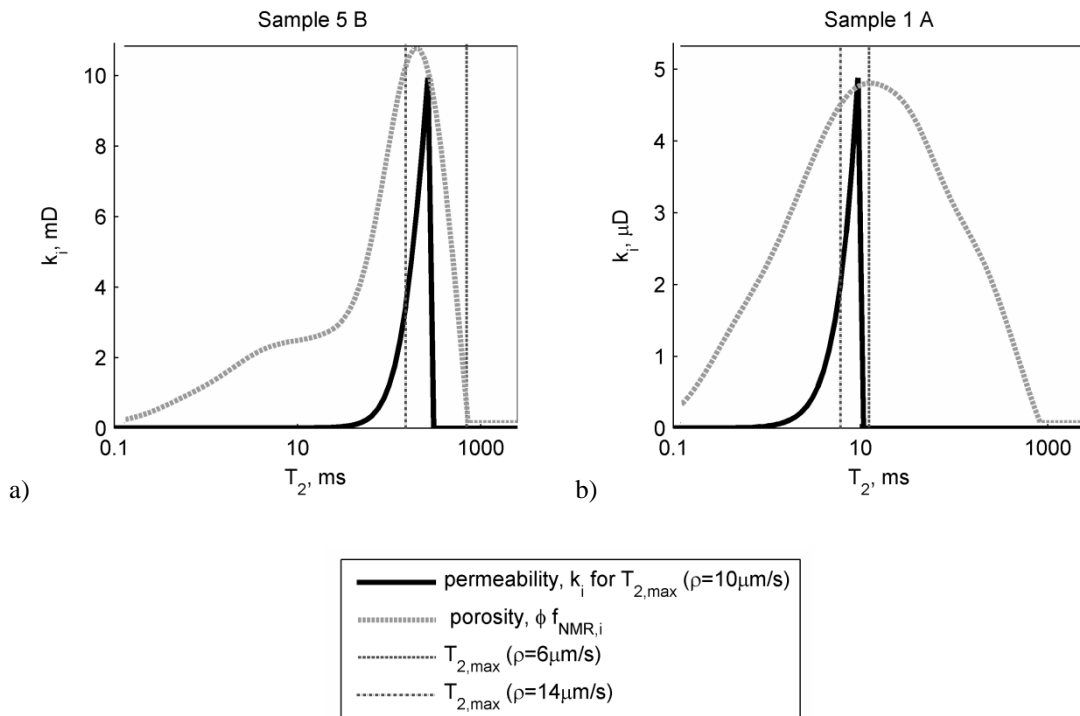 Sample 5 B
10
8
6
4
2
0
k_i, mD
0.1
10
1000
T_2, ms
a)
Sample 1 A
5
4
3
2
1
0
k_i, μD
0.1
10
1000
T_2, ms
b)
permeability, k_i for T_2,max (ρ=10μm/s)
porosity, ϕ f_NMR,i
T_2,max (ρ=6μm/s)
T_2,max (ρ=14μm/s)